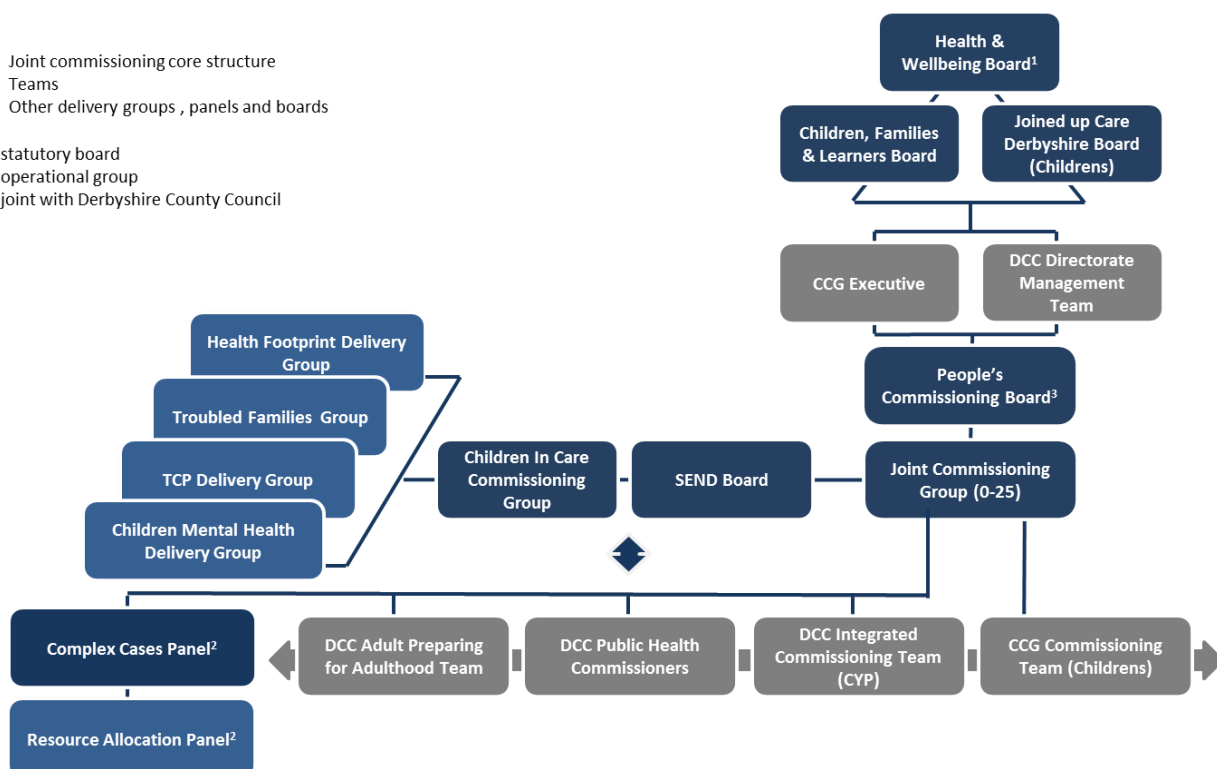 Joint commissioning core structure
Teams
Other delivery groups , panels and boards
statutory board
operational group
joint with Derbyshire County Council
Health &
Wellbeing Board¹
Children, Families
& Learners Board
Joined up Care
Derbyshire Board
(Childrens)
CCG Executive
DCC Directorate
Management
Team
People's
Commissioning Board³
Health Footprint Delivery
Group
Troubled Families Group
TCP Delivery Group
Children Mental Health
Delivery Group
Children In Care
Commissioning
Group
SEND Board
Joint Commissioning
Group (0-25)
Complex Cases Panel²
DCC Adult Preparing
for Adulthood Team
DCC Public Health
Commissioners
DCC Integrated
Commissioning Team
(CYP)
CCG Commissioning
Team (Childrens)
Resource Allocation Panel²